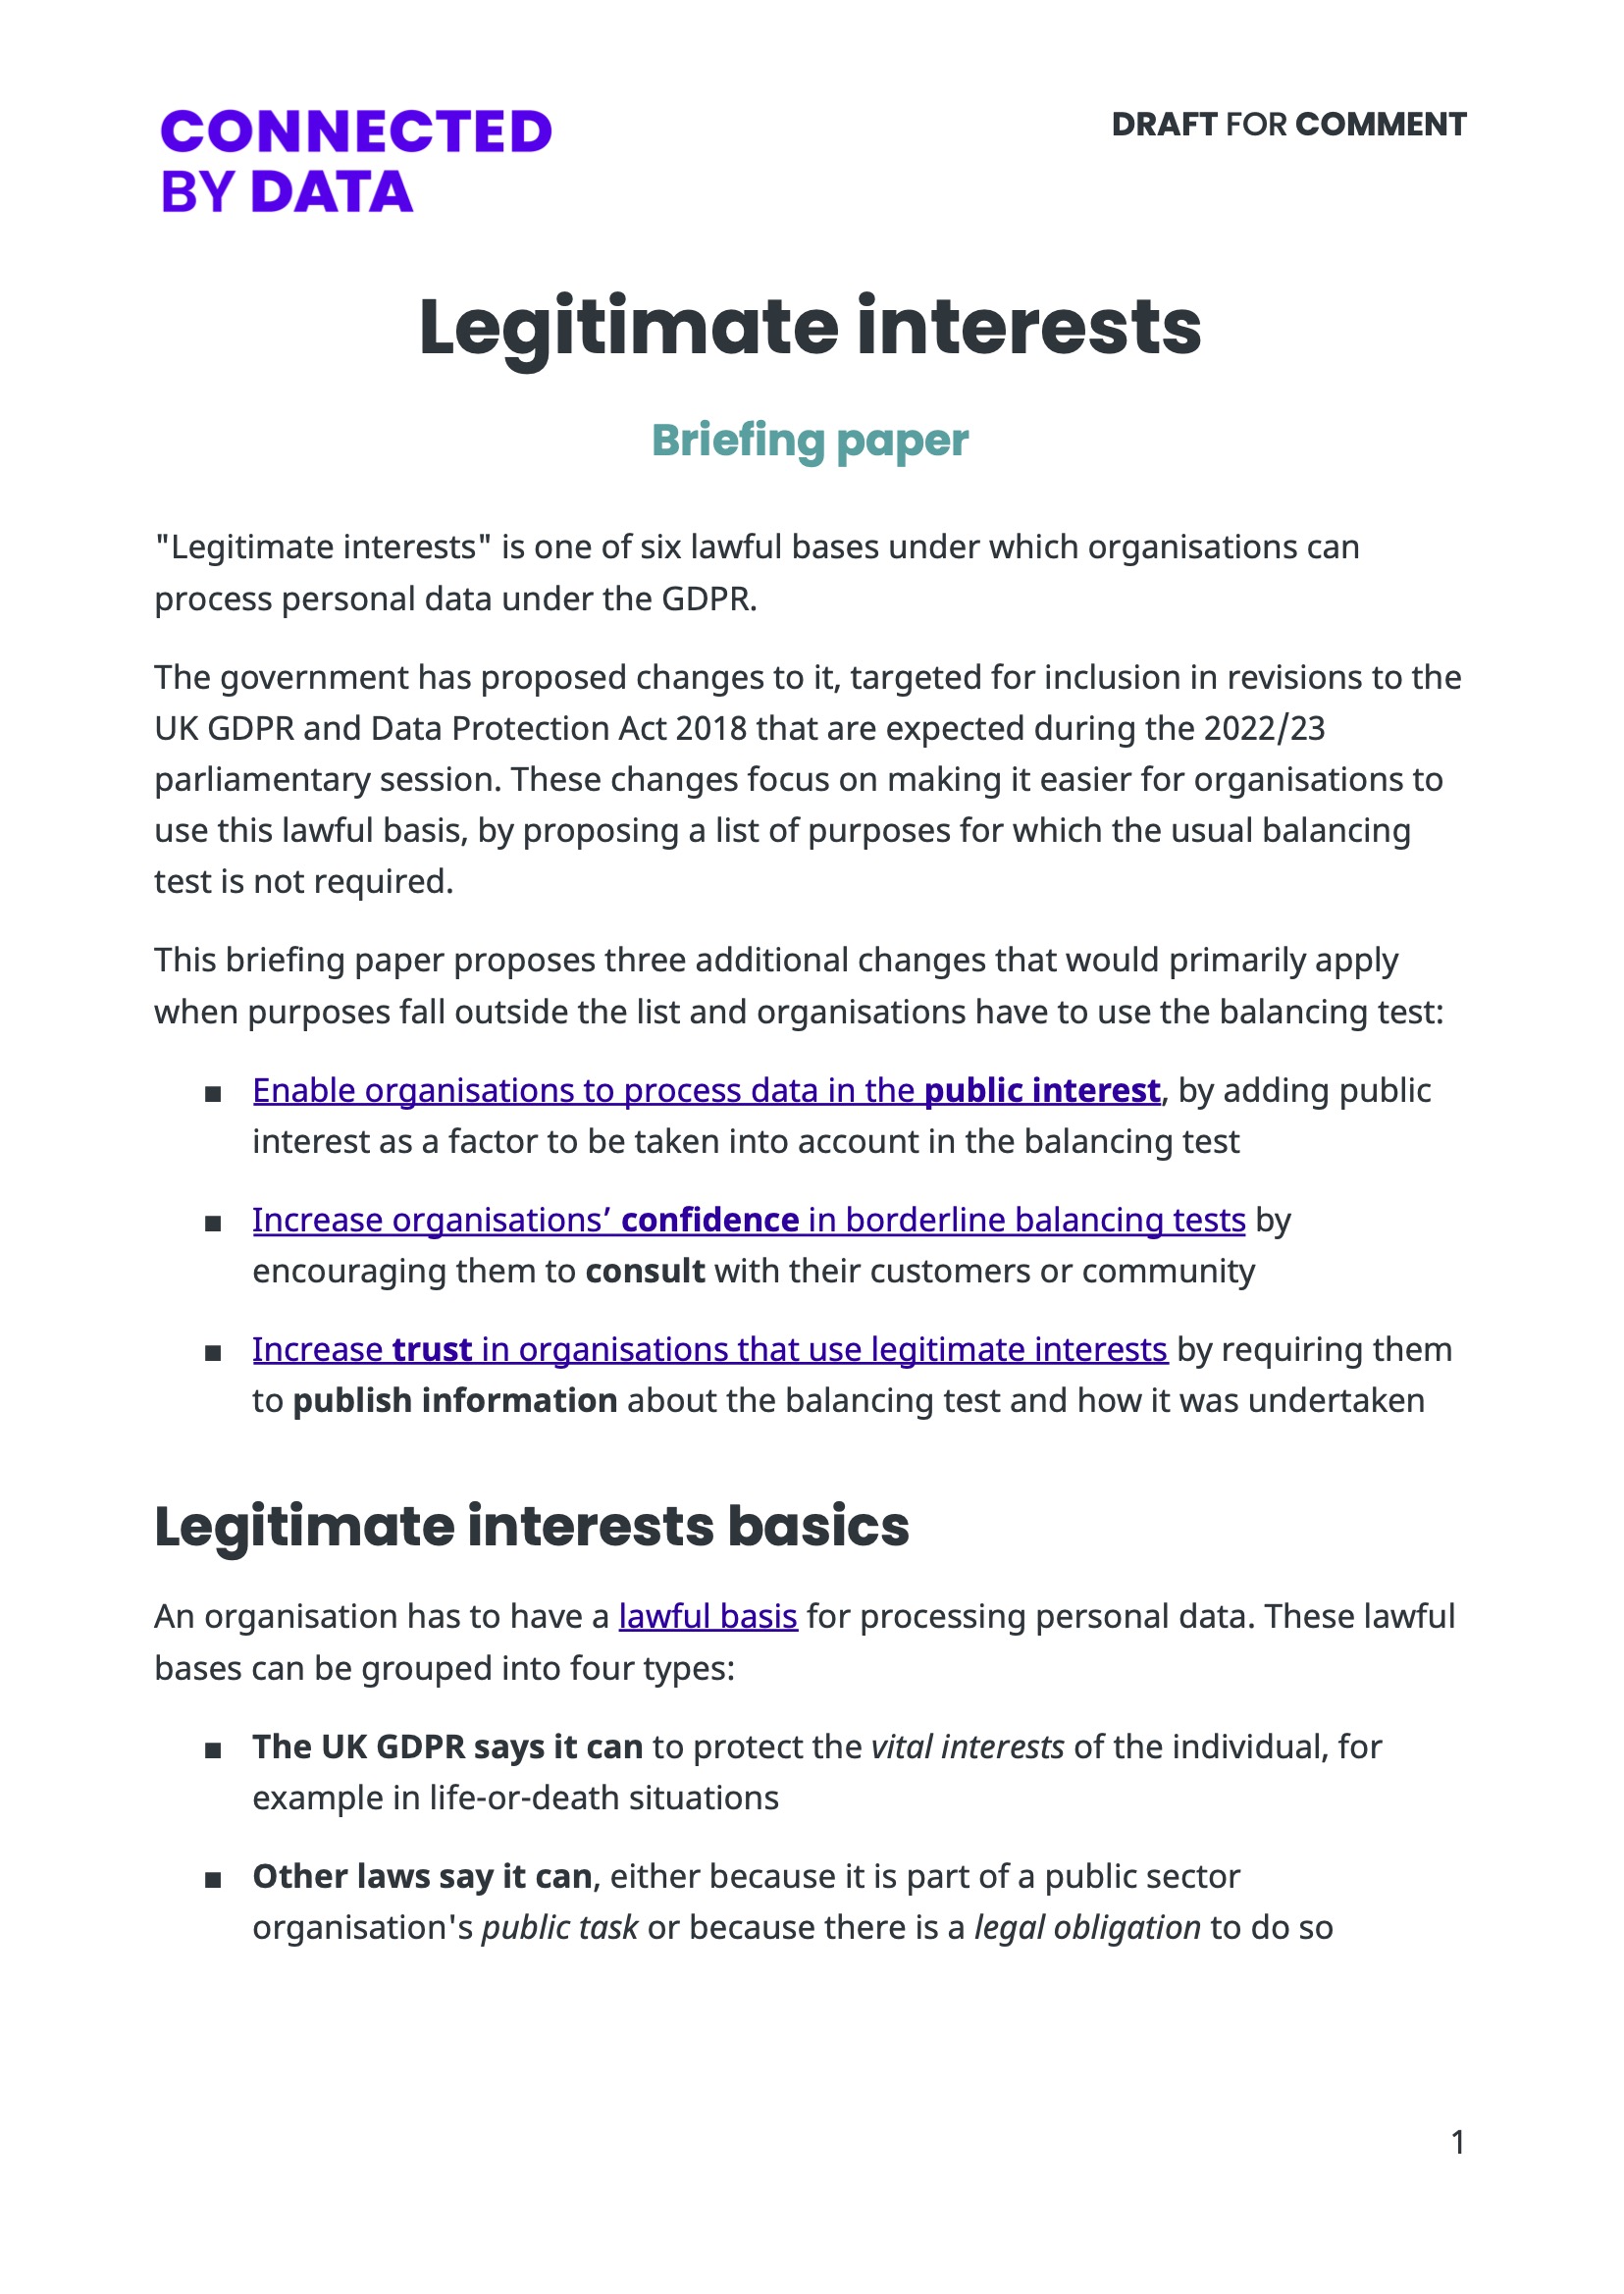 CONNECTED
BY DATA
DRAFT FOR COMMENT
Legitimate interests
Briefing paper
"Legitimate interests" is one of six lawful bases under which organisations can
process personal data under the GDPR.
The government has proposed changes to it, targeted for inclusion in revisions to the
UK GDPR and Data Protection Act 2018 that are expected during the 2022/23
parliamentary session. These changes focus on making it easier for organisations to
use this lawful basis, by proposing a list of purposes for which the usual balancing
test is not required.
This briefing paper proposes three additional changes that would primarily apply
when purposes fall outside the list and organisations have to use the balancing test:
■ Enable organisations to process data in the public interest, by adding public
interest as a factor to be taken into account in the balancing test
■ Increase organisations’ confidence in borderline balancing tests by
encouraging them to consult with their customers or community
■ Increase trust in organisations that use legitimate interests by requiring them
to publish information about the balancing test and how it was undertaken
Legitimate interests basics
An organisation has to have a lawful basis for processing personal data. These lawful
bases can be grouped into four types:
■ The UK GDPR says it can to protect the vital interests of the individual, for
example in life-or-death situations
■ Other laws say it can, either because it is part of a public sector
organisation's public task or because there is a legal obligation to do so
1